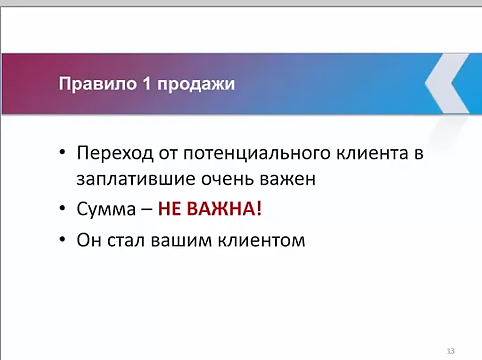 Правило 1 продажи
• Переход от потенциального клиента в
заплатившие очень важен
• Сумма – НЕ ВАЖНА!
• Он стал вашим клиентом
13